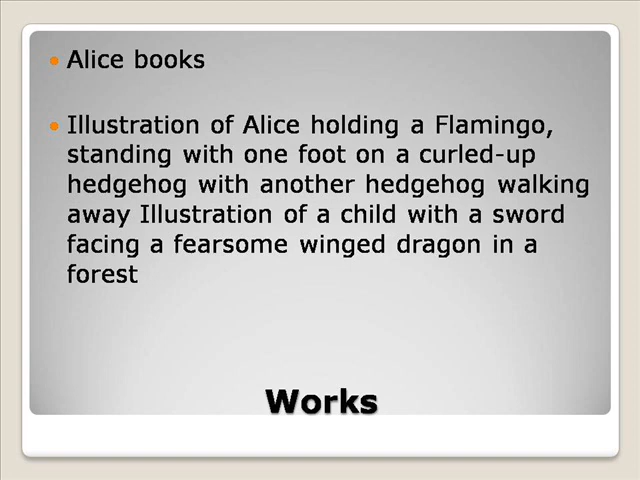 Alice books
Illustration of Alice holding a Flamingo,
standing with one foot on a curled-up
hedgehog with another hedgehog walking
away Illustration of a child with a sword
facing a fearsome winged dragon in a
forest
Works